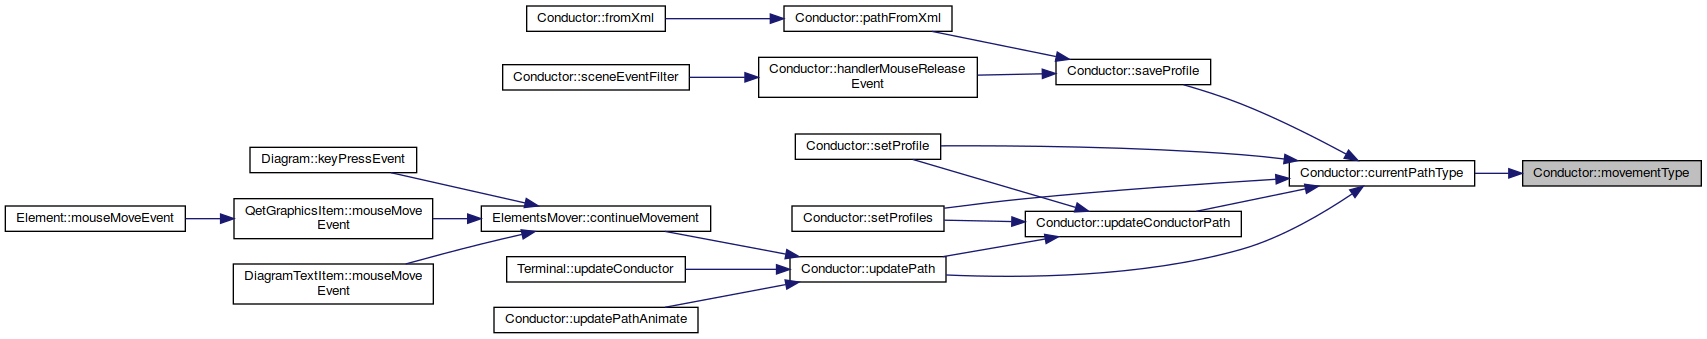 Conductor::fromXml
Conductor::pathFromXml
Conductor::sceneEventFilter
Conductor::handlerMouseRelease
Event
Conductor::saveProfile
Diagram::keyPressEvent
Conductor::setProfile
Conductor::currentPathType
Conductor::movementType
Element::mouseMoveEvent
QetGraphicsItem::mouseMove
Event
ElementsMover::continueMovement
Conductor::setProfiles
Conductor::updateConductorPath
DiagramTextItem::mouseMove
Event
Terminal::updateConductor
Conductor::updatePath
Conductor::updatePathAnimate